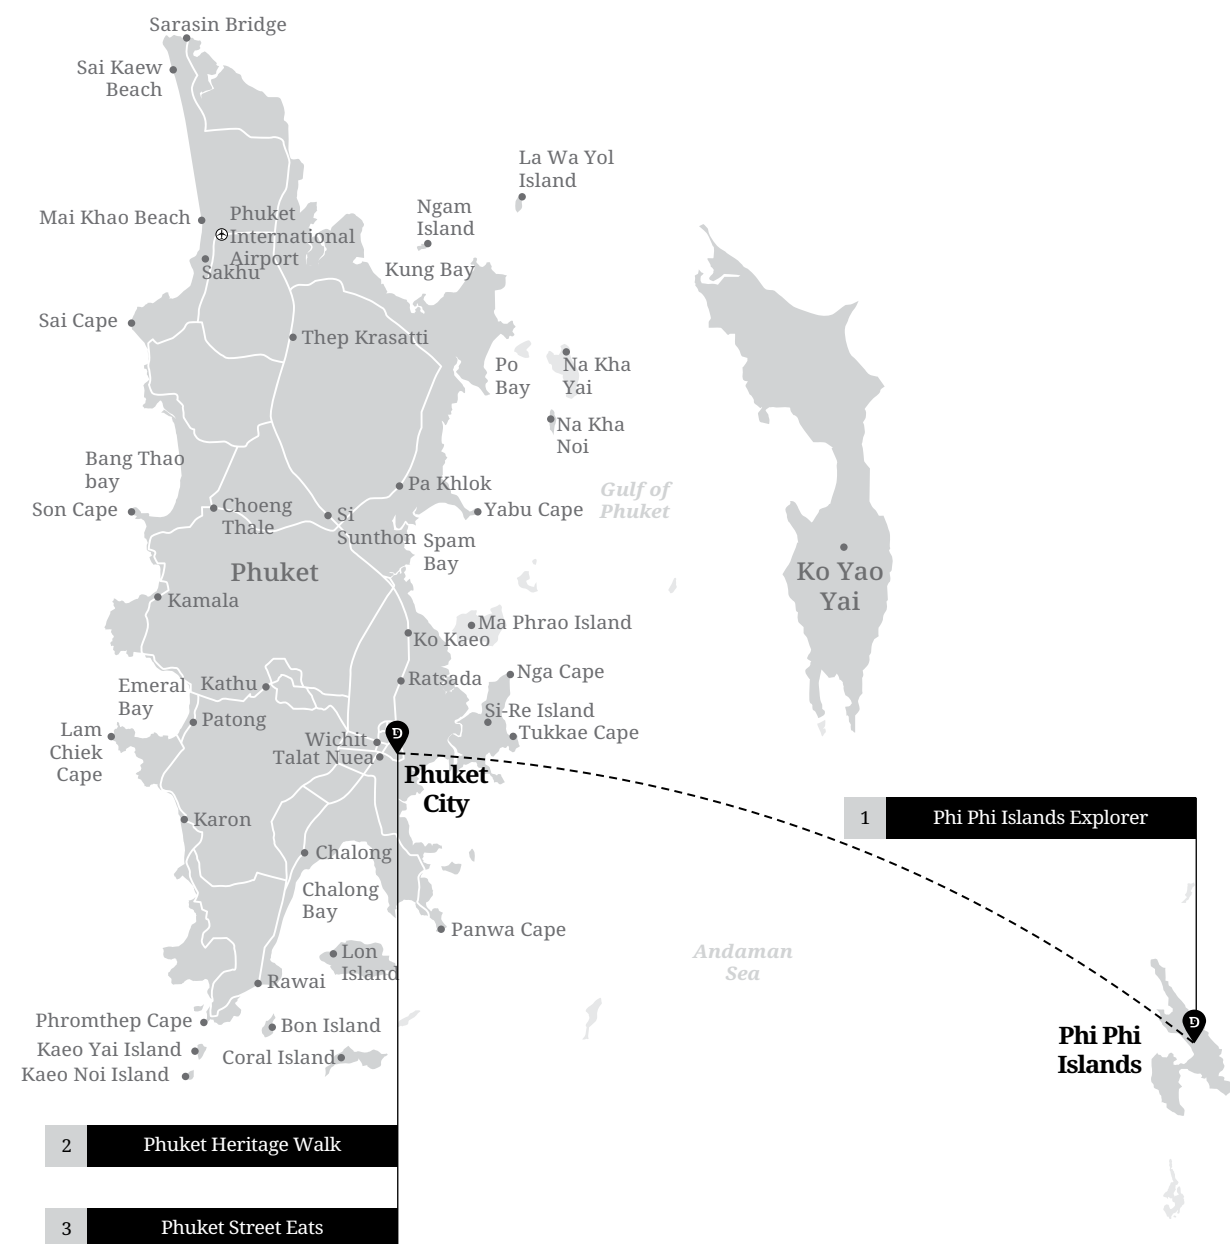 Sarasin Bridge
Sai Kaew
Beach
La Wa Yol
Island
Ngam
Island
Mai Khao Beach
Phuket
International
Airport
Kung Bay
Sakhu
Sai Cape
Thep Krasatti
Po
Bay
Na Kha
Yai
Na Kha
Noi
Bang Thao
bay
Pa Khlok
Gulf of
Phuket
Son Cape
Choeng
Thale
Si
Sunthon
Yabu Cape
Spam
Bay
Phuket
Ko Yao
Yai
Kamala
Ma Phrao Island
Ko Kaeo
Nga Cape
Ratsada
Emeral
Bay
Kathu
Si-Re Island
Patong
Lam
Chiek
Cape
Wichit
Tukkae Cape
Talat Nuea
Phuket
City
1
Phi Phi Islands Explorer
Karon
Chalong
Chalong
Bay
Panwa Cape
Andaman
Sea
Lon
Island
Rawai
Phromthep Cape
Bon Island
Phi Phi
Islands
Kaeo Yai Island
Coral Island
Kaeo Noi Island
2
Phuket Heritage Walk
3
Phuket Street Eats